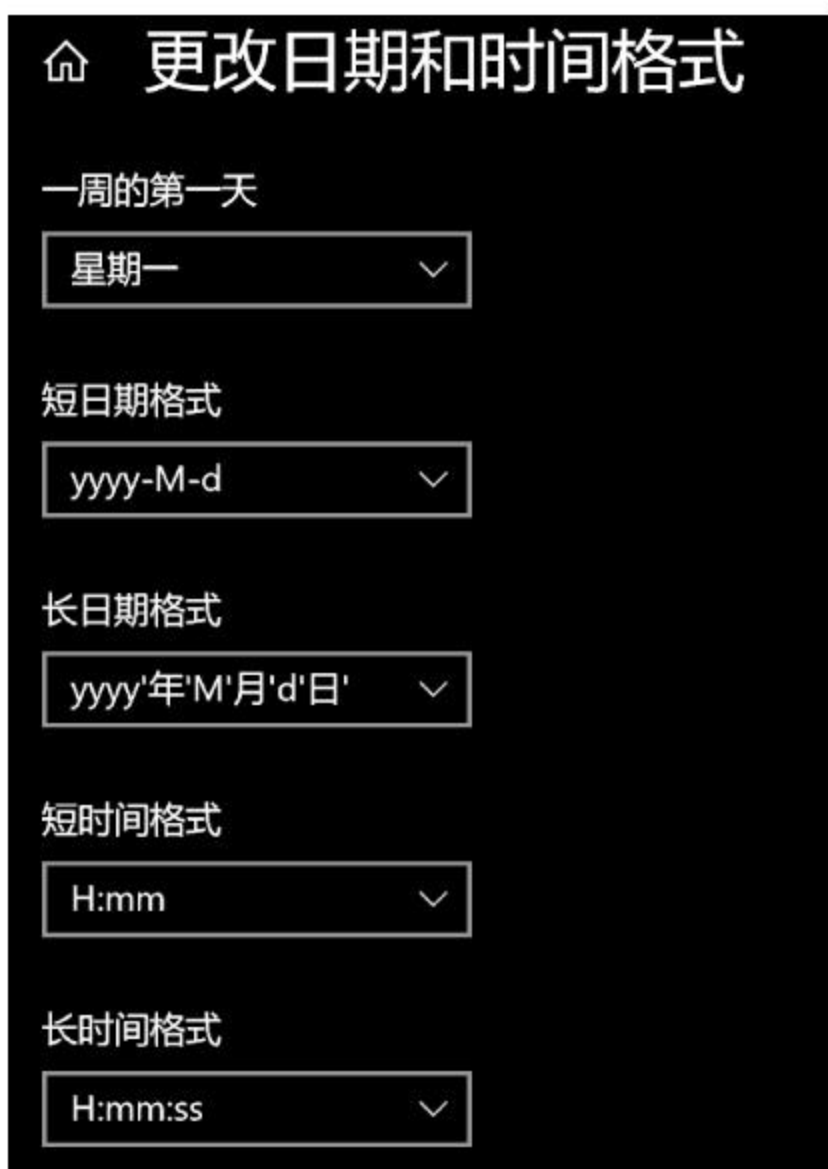 更改日期和时间格式
一周的第一天
星期一
短日期格式
yyyy-M-d
长日期格式
yyyy'年'M'月'd'日'
短时间格式
H:mm
长时间格式
H:mm:ss